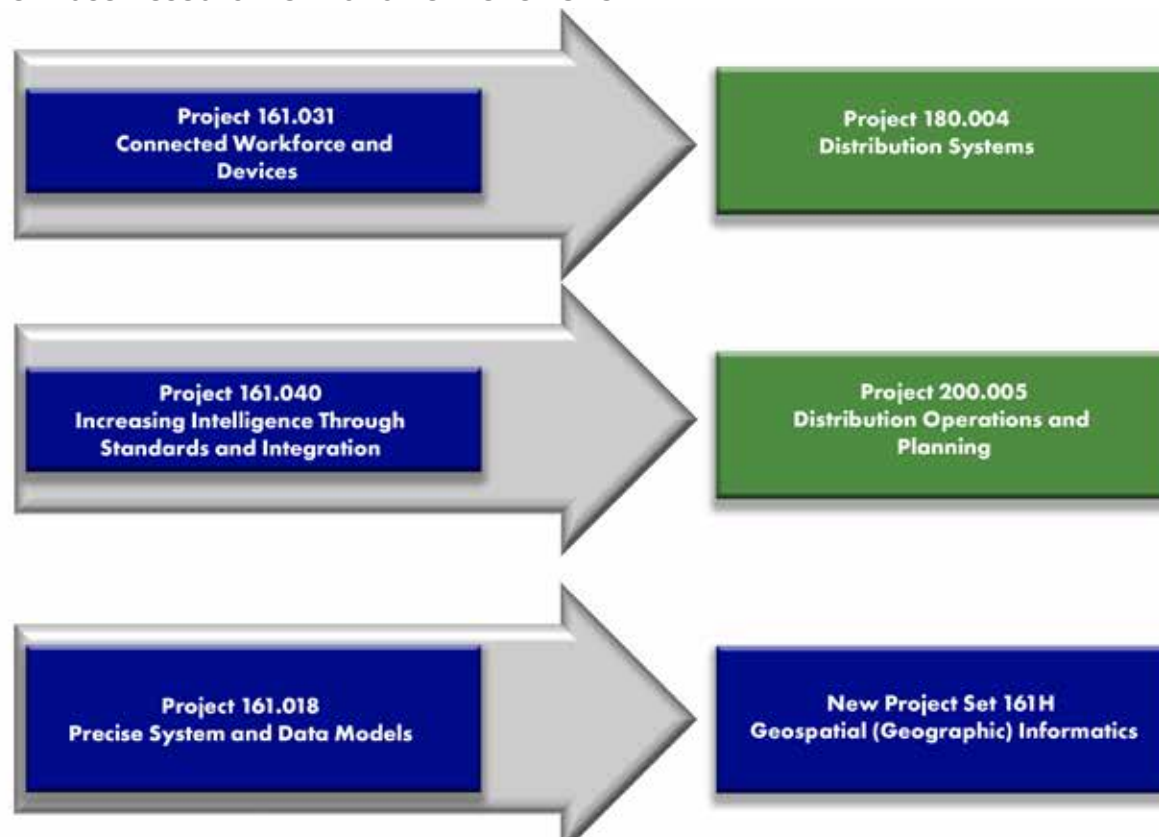 Project 161.031
Connected Workforce and
Devices
Project 180.004
Distribution Systems
Project 161.040
Increasing Intelligence Through
Standards and Integration
Project 200.005
Distribution Operations and
Planning
Project 161.018
Precise System and Data Models
New Project Set 161H
Geospatial (Geographic) Informatics